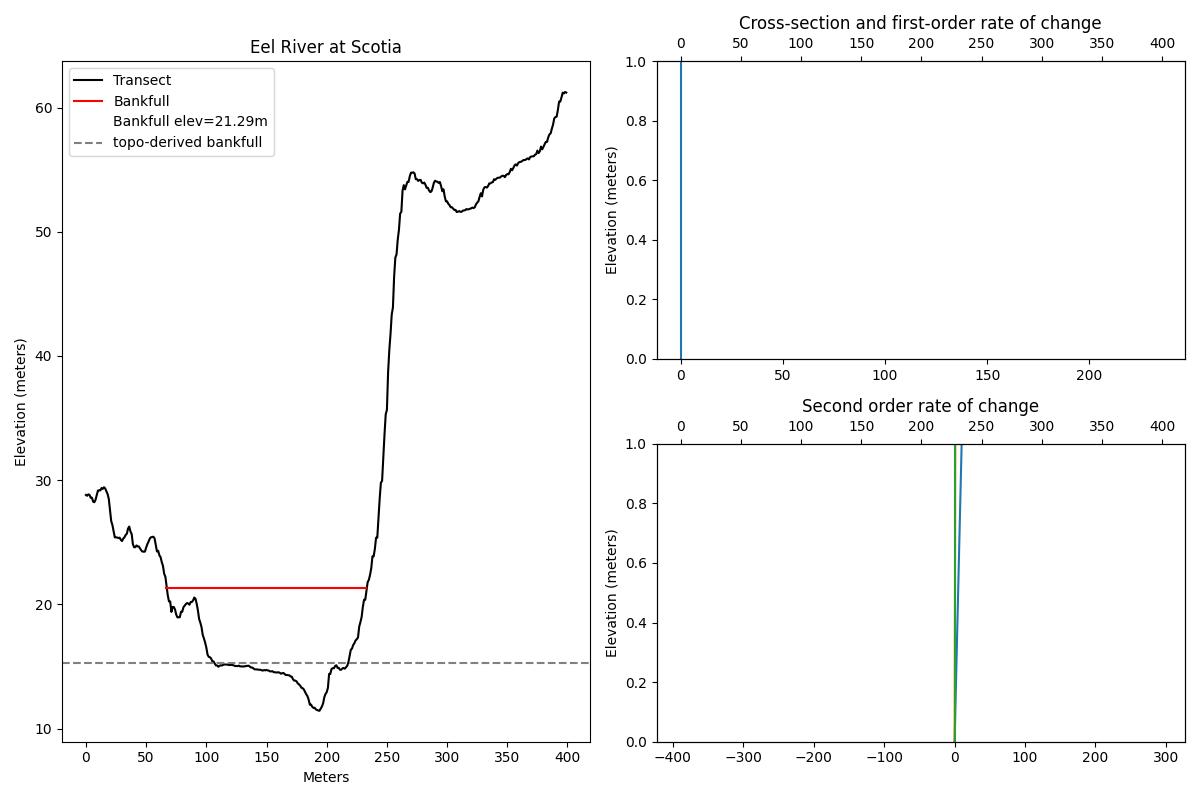 Eel River at Scotia
Transect
Bankfull
Bankfull elev=21.29m
topo-derived bankfull
Elevation (meters)
60
50
40
30
20
10
0 50 100 150 200 250 300 350 400
Meters
Cross-section and first-order rate of change
0 50 100 150 200 250 300 350 400
Elevation (meters)
1.0
0.8
0.6
0.4
0.2
0.0
0 50 100 150 200
Second order rate of change
0 50 100 150 200 250 300 350 400
Elevation (meters)
1.0
0.8
0.6
0.4
0.2
0.0
−400 −300 −200 −100 0 100 200 300